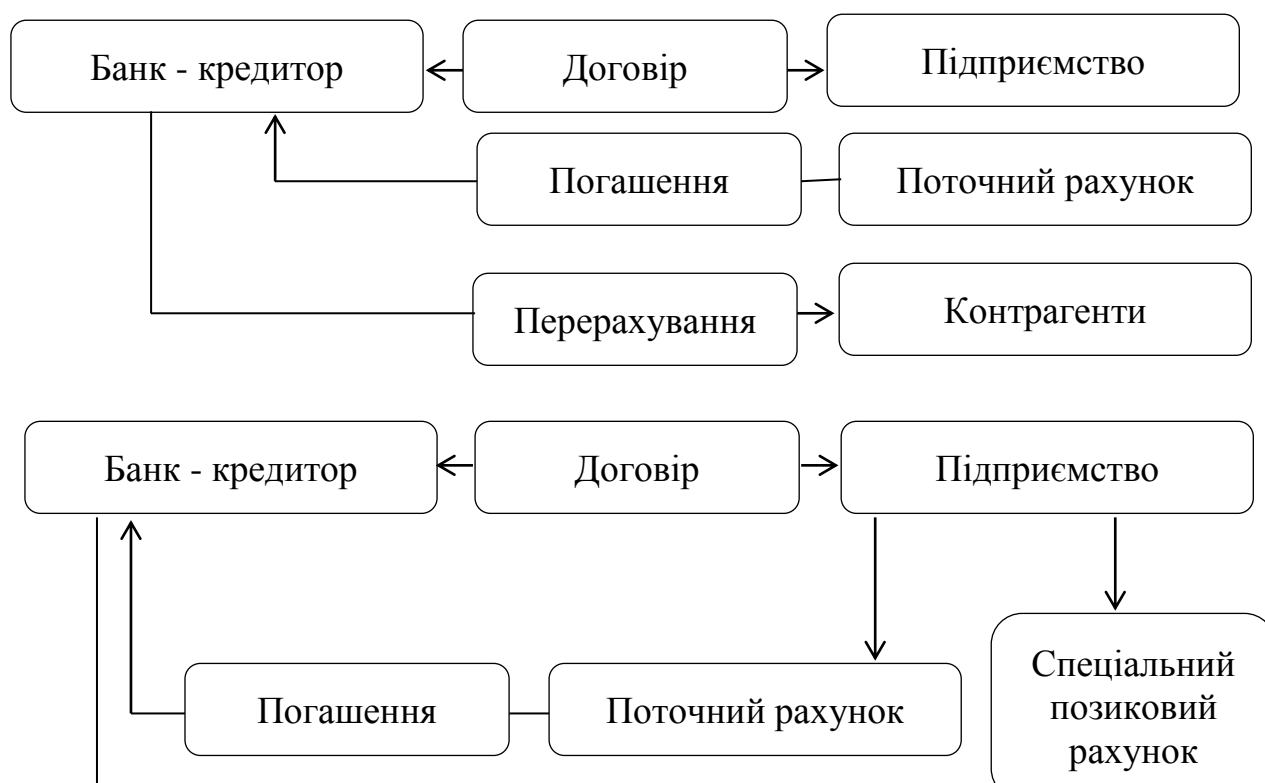 Банк - кредитор
Договір
Підприємство
Погашення
Поточний рахунок
Перерахування
Контрагенти
Банк - кредитор
Договір
Підприємство
Погашення
Поточний рахунок
Спеціальний
позиковий
рахунок